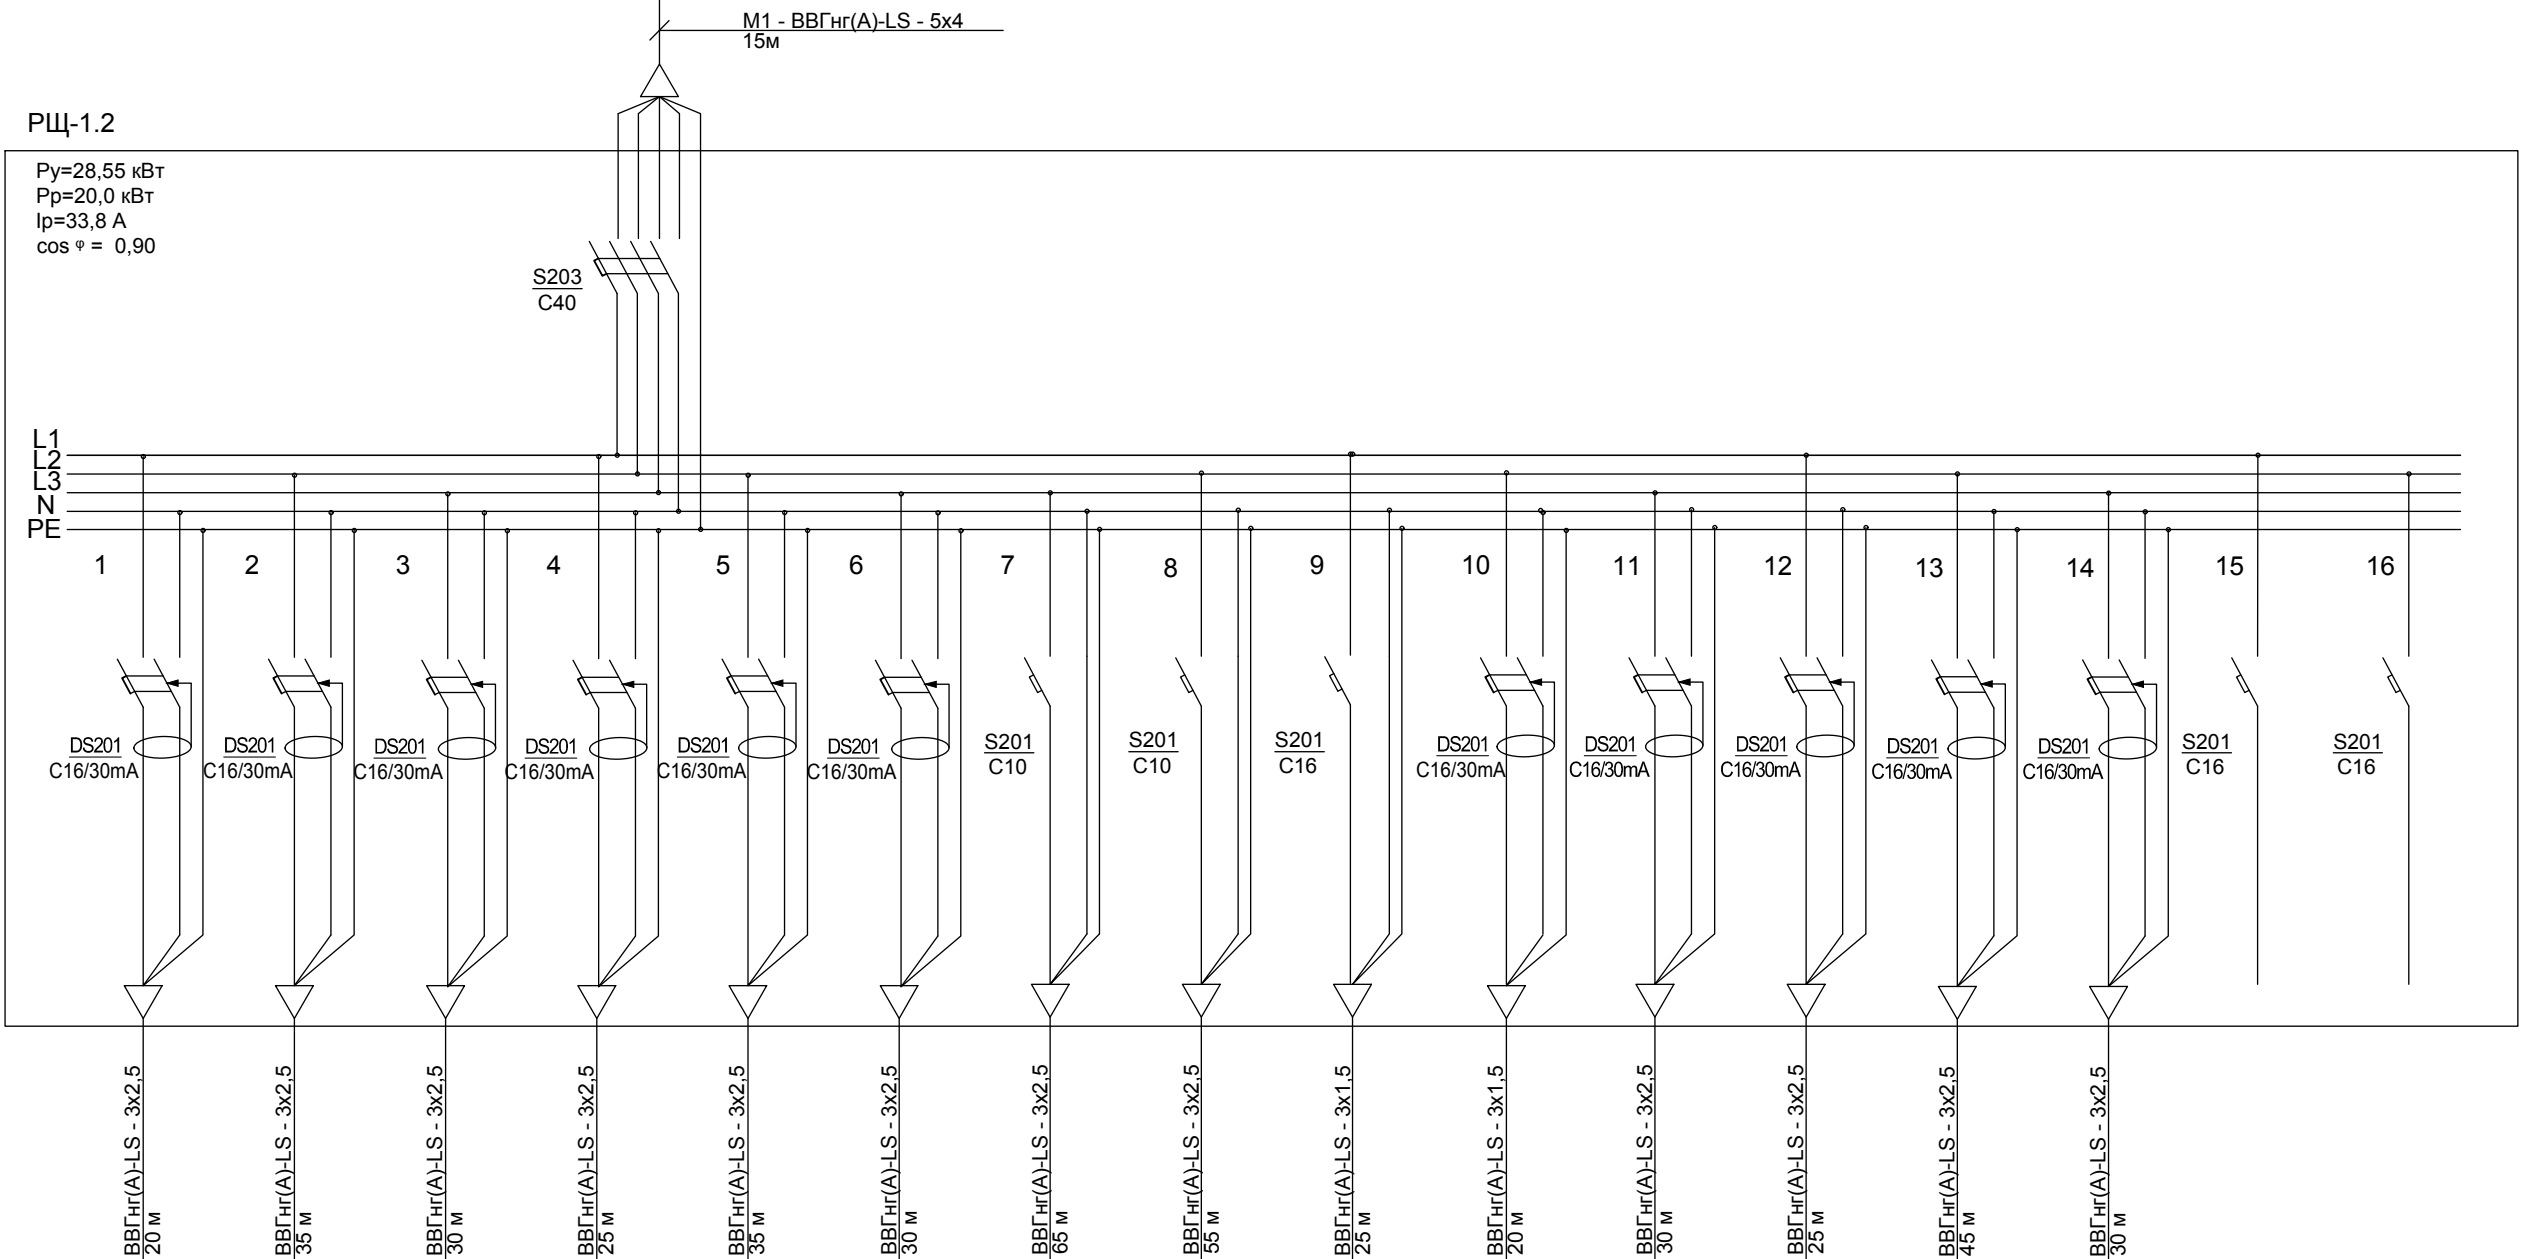 М1 - ВВГнг(А)-LS - 5х4
15м
РЩ-1.2
Ру=28,55 кВт
Рр=20,0 кВт
Iр=33,8 А
cos φ = 0,90
S203
C40
L1
L2
L3
N
PE
1 2 3 4 5 6 7 8 9 10 11 12 13 14 15 16
DS201
C16/30mA
DS201
C16/30mA
DS201
C16/30mA
DS201
C16/30mA
DS201
C16/30mA
DS201
C16/30mA
S201
C10
S201
C10
S201
C16
DS201
C16/30mA
DS201
C16/30mA
DS201
C16/30mA
DS201
C16/30mA
DS201
C16/30mA
S201
C16
S201
C16
ВВГнг(А)-LS - 3х2,5
20 м
ВВГнг(А)-LS - 3х2,5
35 м
ВВГнг(А)-LS - 3х2,5
30 м
ВВГнг(А)-LS - 3х2,5
25 м
ВВГнг(А)-LS - 3х2,5
35 м
ВВГнг(А)-LS - 3х2,5
30 м
ВВГнг(А)-LS - 3х2,5
65 м
ВВГнг(А)-LS - 3х2,5
55 м
ВВГнг(А)-LS - 3х1,5
25 м
ВВГнг(А)-LS - 3х1,5
20 м
ВВГнг(А)-LS - 3х2,5
30 м
ВВГнг(А)-LS - 3х2,5
25 м
ВВГнг(А)-LS - 3х2,5
45 м
ВВГнг(А)-LS - 3х2,5
30 м